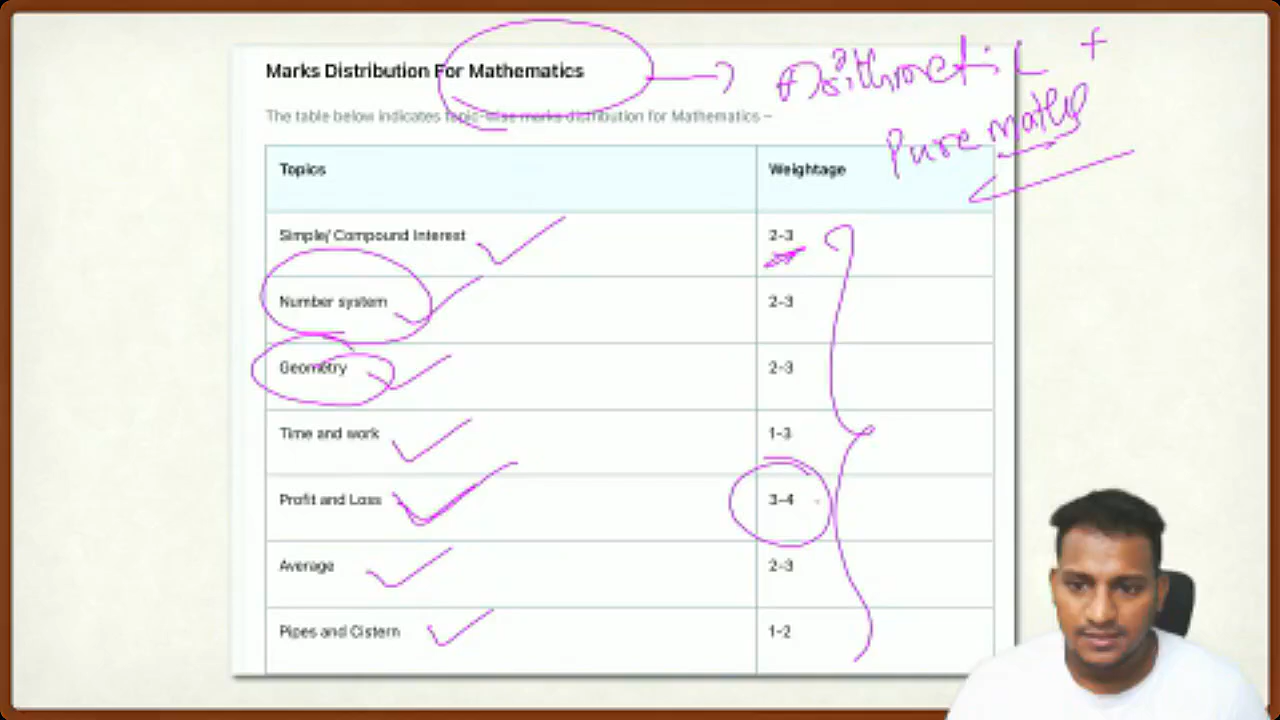 Marks Distribution For Mathematics
Arithmetic +
Pure maths
The table below indicates topic-wise marks distribution for Mathematics –
Topics Weightage
Simple/ Compound Interest 2-3
Number system 2-3
Geometry 2-3
Time and work 1-3
Profit and Loss 3-4
Average 2-3
Pipes and Cistern 1-2